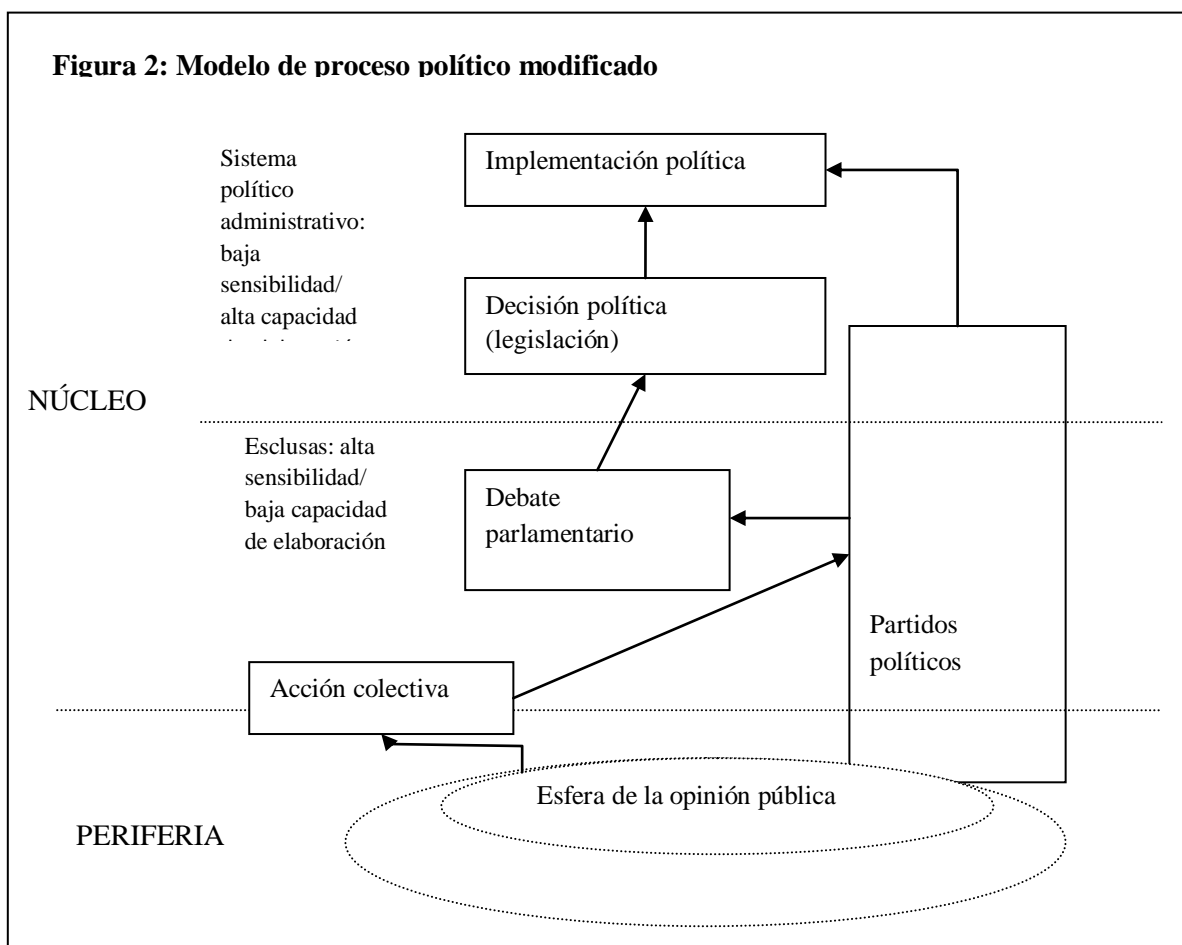 Figura 2: Modelo de proceso político modificado
Sistema
político
administrativo:
baja
sensibilidad/
alta capacidad
Implementación política
Decisión política
(legislación)
NÚCLEO
Esclusas: alta
sensibilidad/
baja capacidad
de elaboración
Debate
parlamentario
Partidos
políticos
Acción colectiva
Esfera de la opinión pública
PERIFERIA